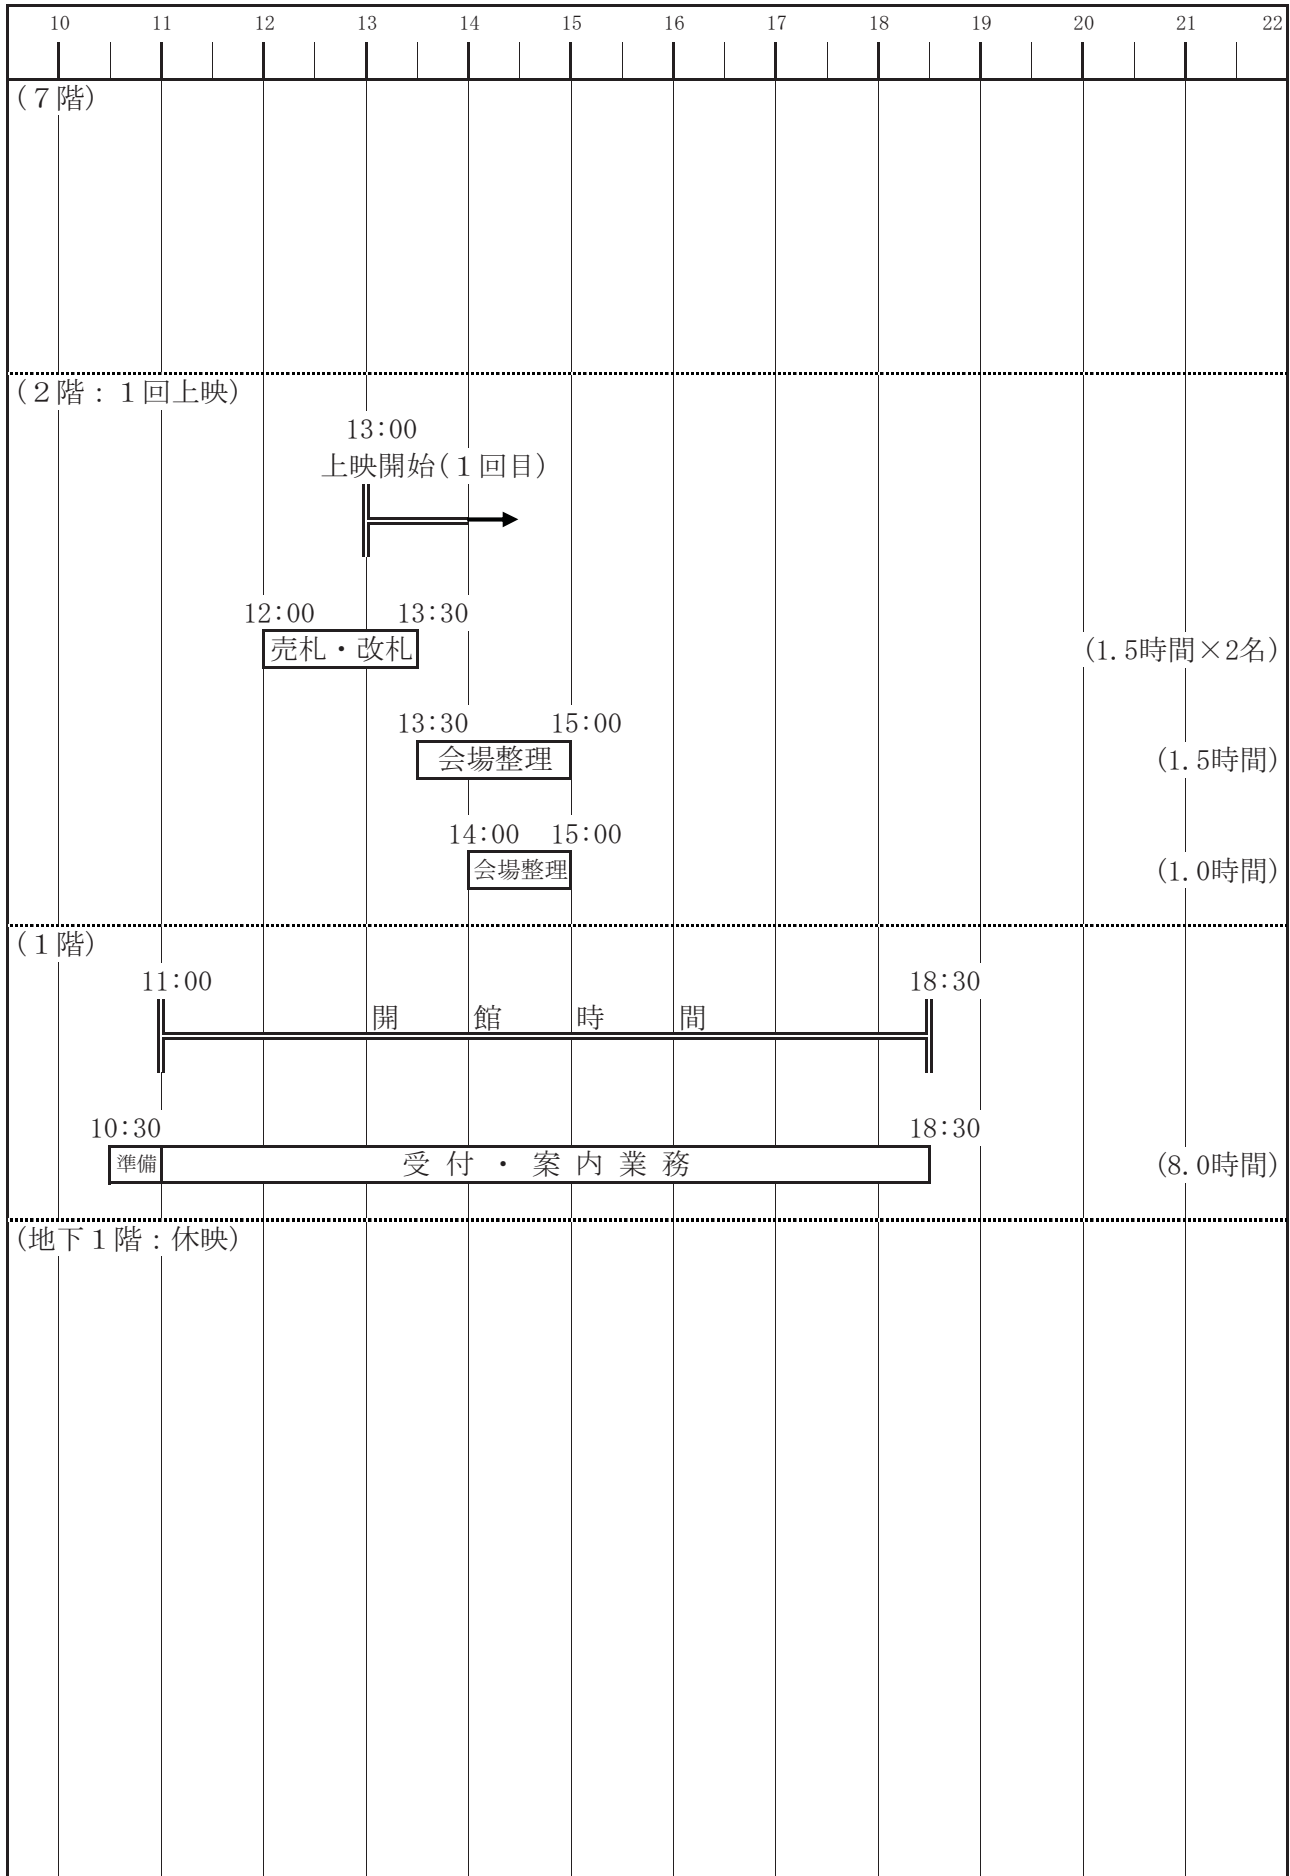 10 11 12 13 14 15 16 17 18 19 20 21 22
(７階)
(２階：１回上映)
13:00
上映開始(１回目)
12:00 13:30
売札・改札 (1.5時間×2名)
13:30 15:00
会場整理 (1.5時間)
14:00 15:00
会場整理 (1.0時間)
(１階)
11:00 18:30
開館時間
10:30 18:30
準備 受付・案内業務 (8.0時間)
(地下１階：休映)